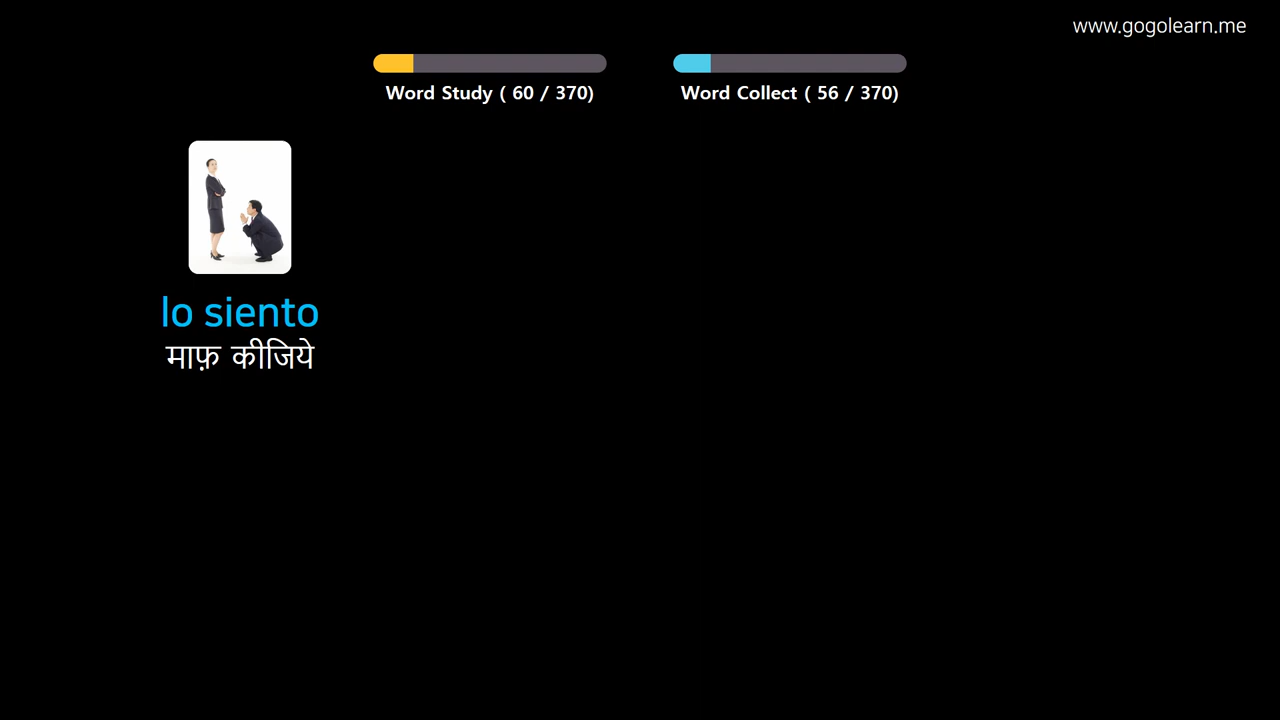 www.gogolearn.me
Word Study ( 60 / 370)
Word Collect ( 56 / 370)
lo siento
माफ़ कीजिये